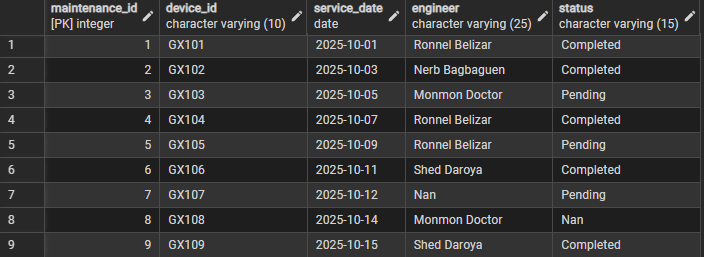 maintenance_id device_id service_date engineer status
[PK] integer character varying (10) date character varying (25) character varying (15)
1 1 GX101 2025-10-01 Ronnel Belizar Completed
2 2 GX102 2025-10-03 Nerb Bagbaguen Completed
3 3 GX103 2025-10-05 Monmon Doctor Pending
4 4 GX104 2025-10-07 Ronnel Belizar Completed
5 5 GX105 2025-10-09 Ronnel Belizar Pending
6 6 GX106 2025-10-11 Shed Daroya Completed
7 7 GX107 2025-10-12 Nan Pending
8 8 GX108 2025-10-14 Monmon Doctor Nan
9 9 GX109 2025-10-15 Shed Daroya Completed